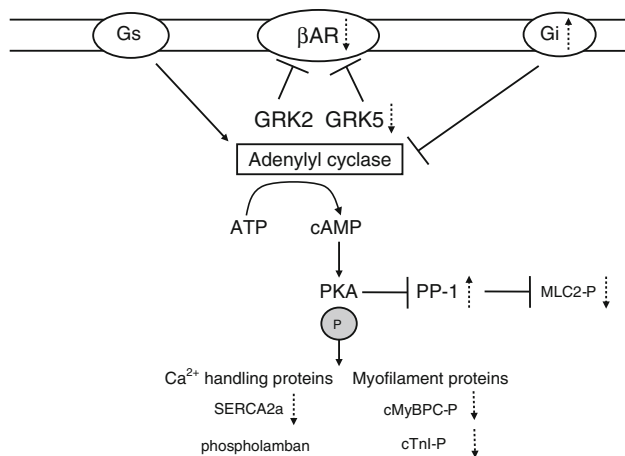 Gs
βAR
Gi
GRK2 GRK5
Adenylyl cyclase
ATP cAMP
PKA PP-1 MLC2-P
P
Ca²⁺ handling proteins Myofilament proteins
SERCA2a cMyBPC-P
phospholamban cTnI-P